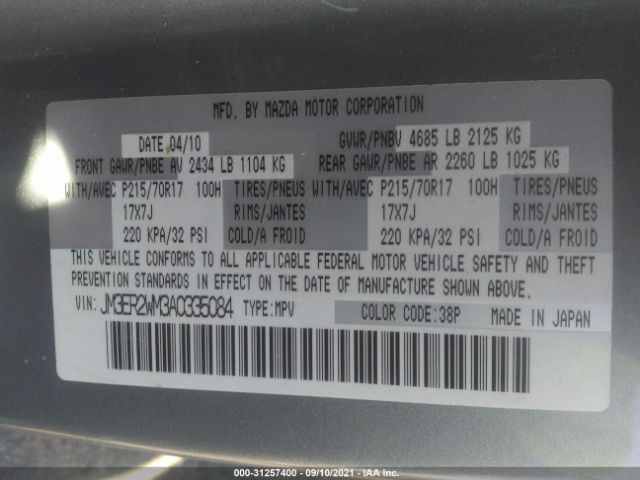 MFD. BY MAZDA MOTOR CORPORATION
DATE 04/10 GVWR/PNBV 4685 LB 2125 KG
FRONT GAWR/PNBE AV 2434 LB 1104 KG REAR GAWR/PNBE AR 2260 LB 1025 KG
WITH/AVEC P215/70R17 100H TIRES/PNEUS WITH/AVEC P215/70R17 100H TIRES/PNEUS
17X7J RIMS/JANTES 17X7J RIMS/JANTES
220 KPA/32 PSI COLD/A FROID 220 KPA/32 PSI COLD/A FROID
THIS VEHICLE CONFORMS TO ALL APPLICABLE FEDERAL MOTOR VEHICLE SAFETY AND THEFT
PREVENTION STANDARDS IN EFFECT ON THE DATE OF MANUFACTURE SHOWN ABOVE.
VIN: JM3ER2WM3A0335084 TYPE:MPV COLOR CODE:38P MADE IN JAPAN
000-31257400 - 09/10/2021 - IAA Inc.